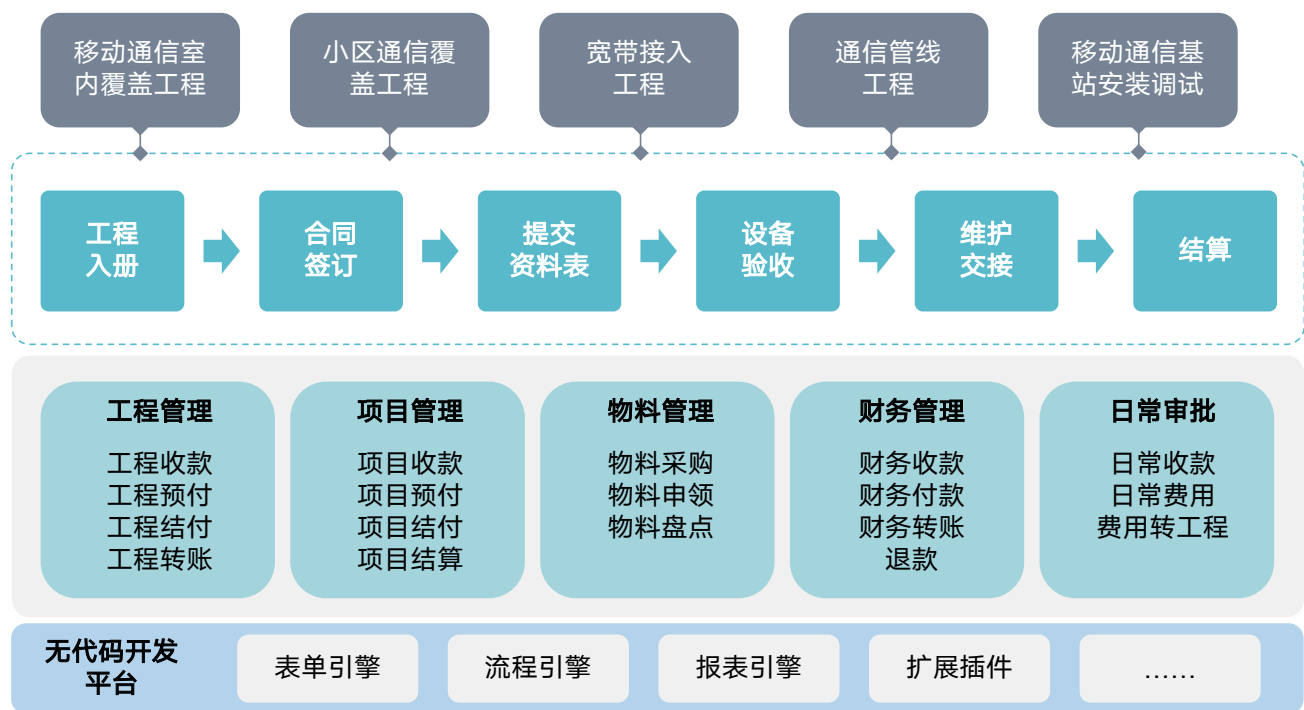 移动通信室
内覆盖工程
小区通信覆
盖工程
宽带接入
工程
通信管线
工程
移动通信基
站安装调试
工程
入册
合同
签订
提交
资料表
设备
验收
维护
交接
结算
工程管理
工程收款
工程预付
工程结付
工程转账
项目管理
项目收款
项目预付
项目结付
项目结算
物料管理
物料采购
物料申领
物料盘点
财务管理
财务收款
财务付款
财务转账
退款
日常审批
日常收款
日常费用
费用转工程
无代码开发
平台
表单引擎
流程引擎
报表引擎
扩展插件
……